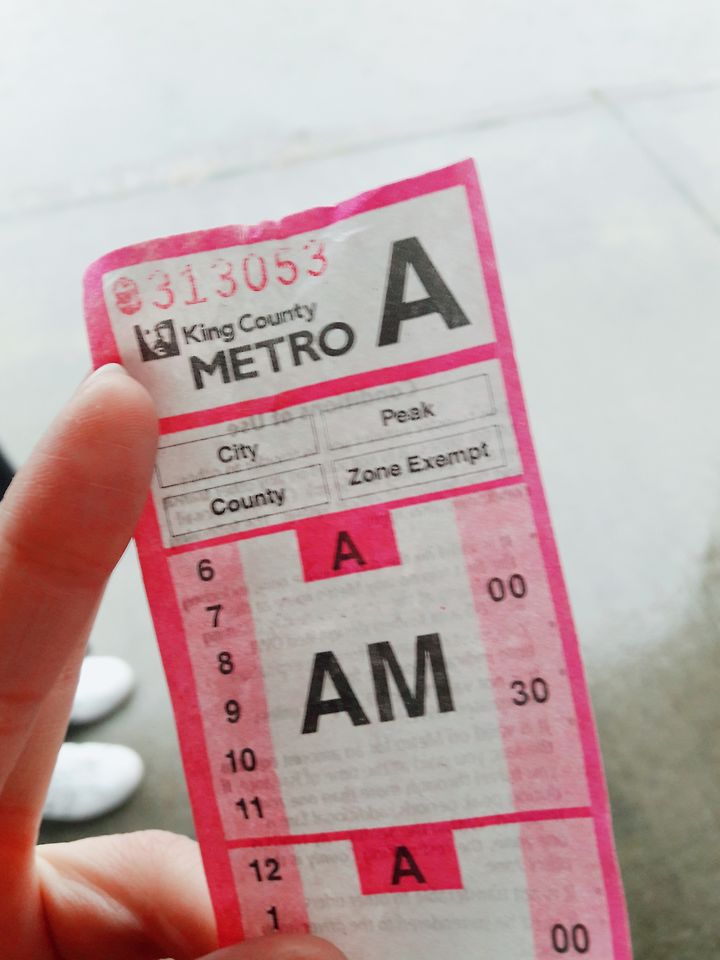 313053
King County
METRO
A
City
Peak
County
Zone Exempt
A
6
00
7
8
AM
9
30
10
11
12
A
1
00